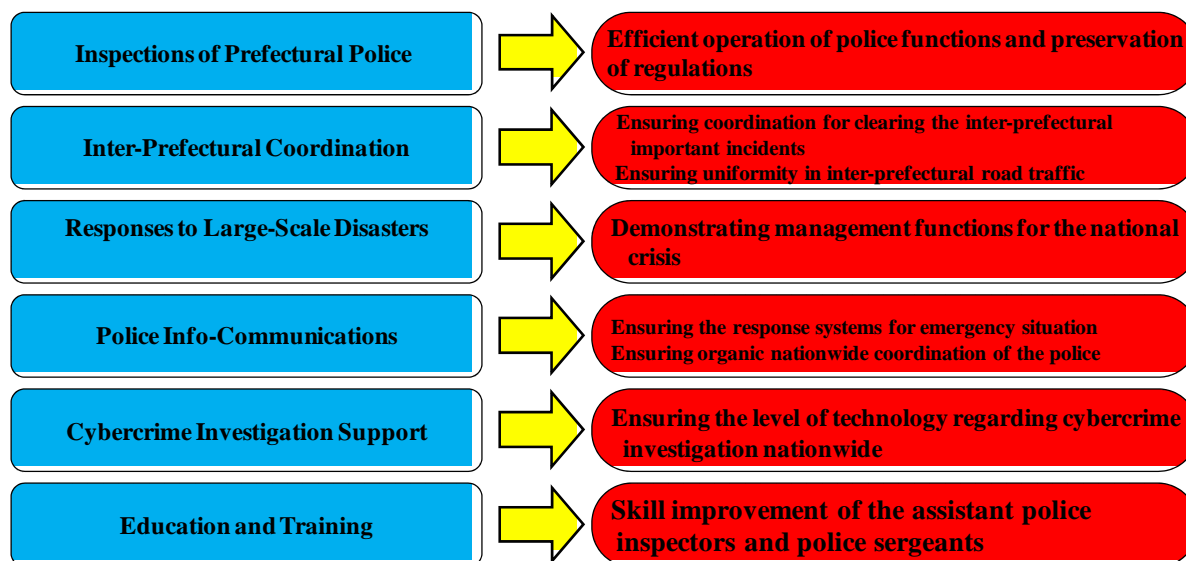 Inspections of Prefectural Police
Efficient operation of police functions and preservation
of regulations
Inter-Prefectural Coordination
Ensuring coordination for clearing the inter-prefectural
important incidents
Ensuring uniformity in inter-prefectural road traffic
Responses to Large-Scale Disasters
Demonstrating management functions for the national
crisis
Police Info-Communications
Ensuring the response systems for emergency situation
Ensuring organic nationwide coordination of the police
Cybercrime Investigation Support
Ensuring the level of technology regarding cybercrime
investigation nationwide
Education and Training
Skill improvement of the assistant police
inspectors and police sergeants